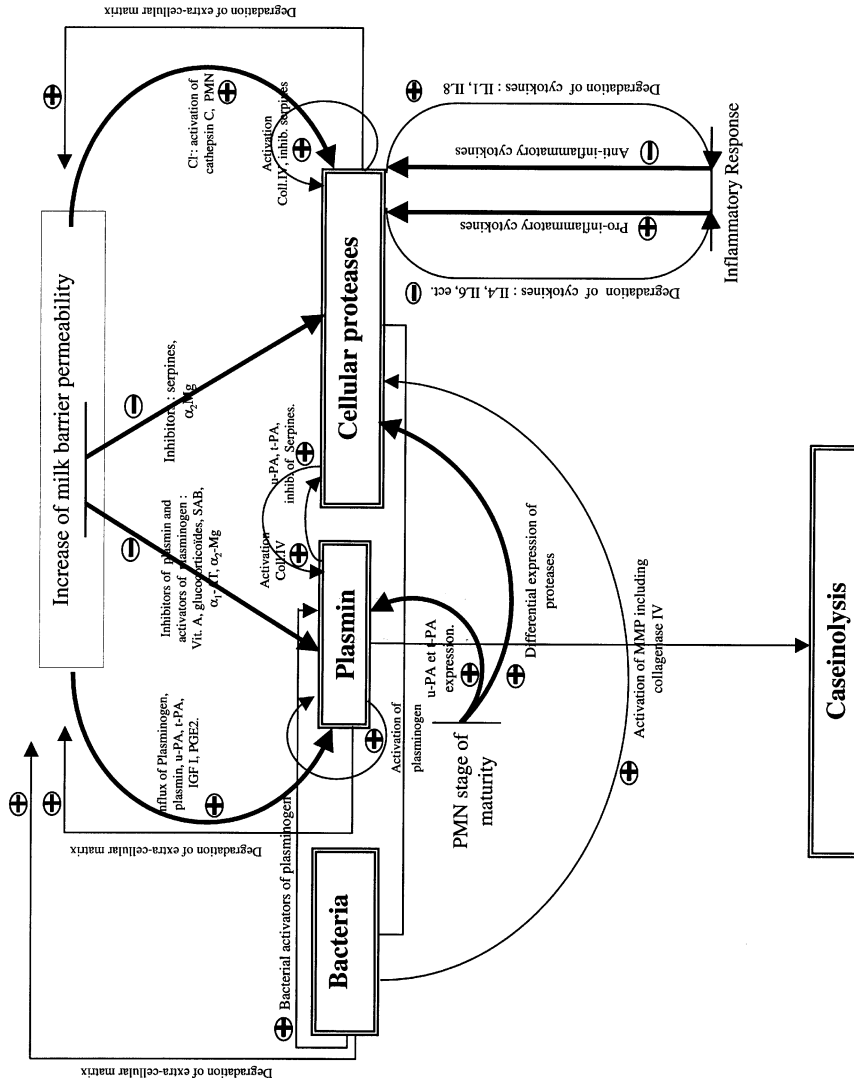 Degradation of extra-cellular matrix
Cl⁻: activation of
cathepsin C, PMN
Increase of milk barrier permeability
Activation
Coll.IV, inhib. serpines
Degradation of cytokines : IL1, IL8
Anti-inflammatory cytokines
Pro-inflammatory cytokines
Degradation of cytokines : IL4, IL6, ect.
Inflammatory Response
Inhibitors : serpines,
α₂-Mg
Cellular proteases
u-PA, t-PA,
inhib. of Serpines.
Inhibitors of plasmin and
activators of plasminogen :
Vit. A, glucocorticoïdes, SAB,
α₁-AT, α₂-Mg
Activation
Coll.IV
Plasmin
nflux of Plasminogen,
plasmin, u-PA, t-PA,
IGF I, PGE2.
Activation of
plasminogen
u-PA et t-PA
expression.
Differential expression of
proteases
PMN stage of
maturity
Degradation of extra-cellular matrix
Bacterial activators of plasminogen
Bacteria
Activation of MMP including
collagenase IV
Degradation of extra-cellular matrix
Caseinolysis